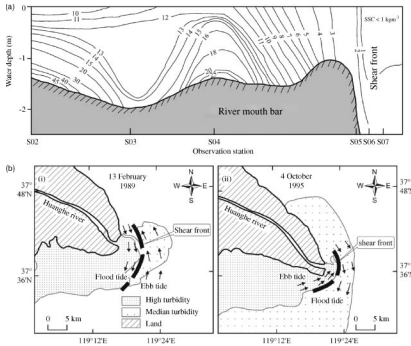 (a)
SSC < 1 kgm⁻³
Shear front
Water depth (m)
0
-1
-2
10
11
12
13
14
15
16
18
20
River mouth bar
S02 S03 S04 S05 S06 S07
Observation station
(b)
(i)
13 February
1989
N
W E
S
37°
48'N
Huanghe river
Shear front
Flood tide
Ebb tide
37°
36'N
High turbidity
Median turbidity
Land
0 5 km
119°12'E 119°24'E
(ii)
4 October
1995
N
W E
S
37°
48'N
Huanghe river
shear front
Ebb tide
Flood tide
37°
36'N
0 5 km
119°12'E 119°24'E